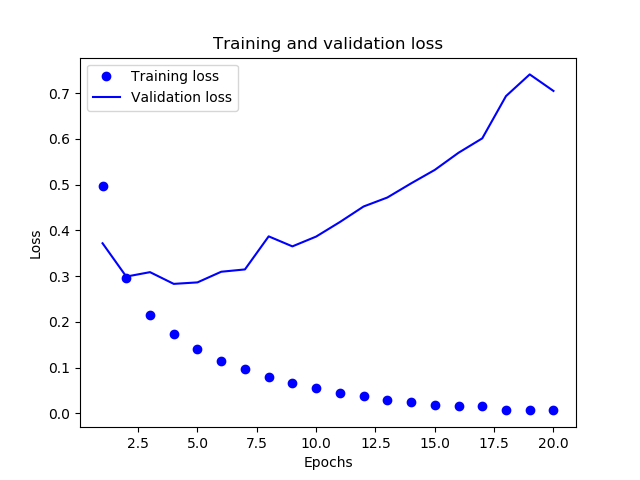 Training and validation loss
Training loss
Validation loss
0.7
0.6
0.5
0.4
0.3
0.2
0.1
0.0
Loss
2.5 5.0 7.5 10.0 12.5 15.0 17.5 20.0
Epochs